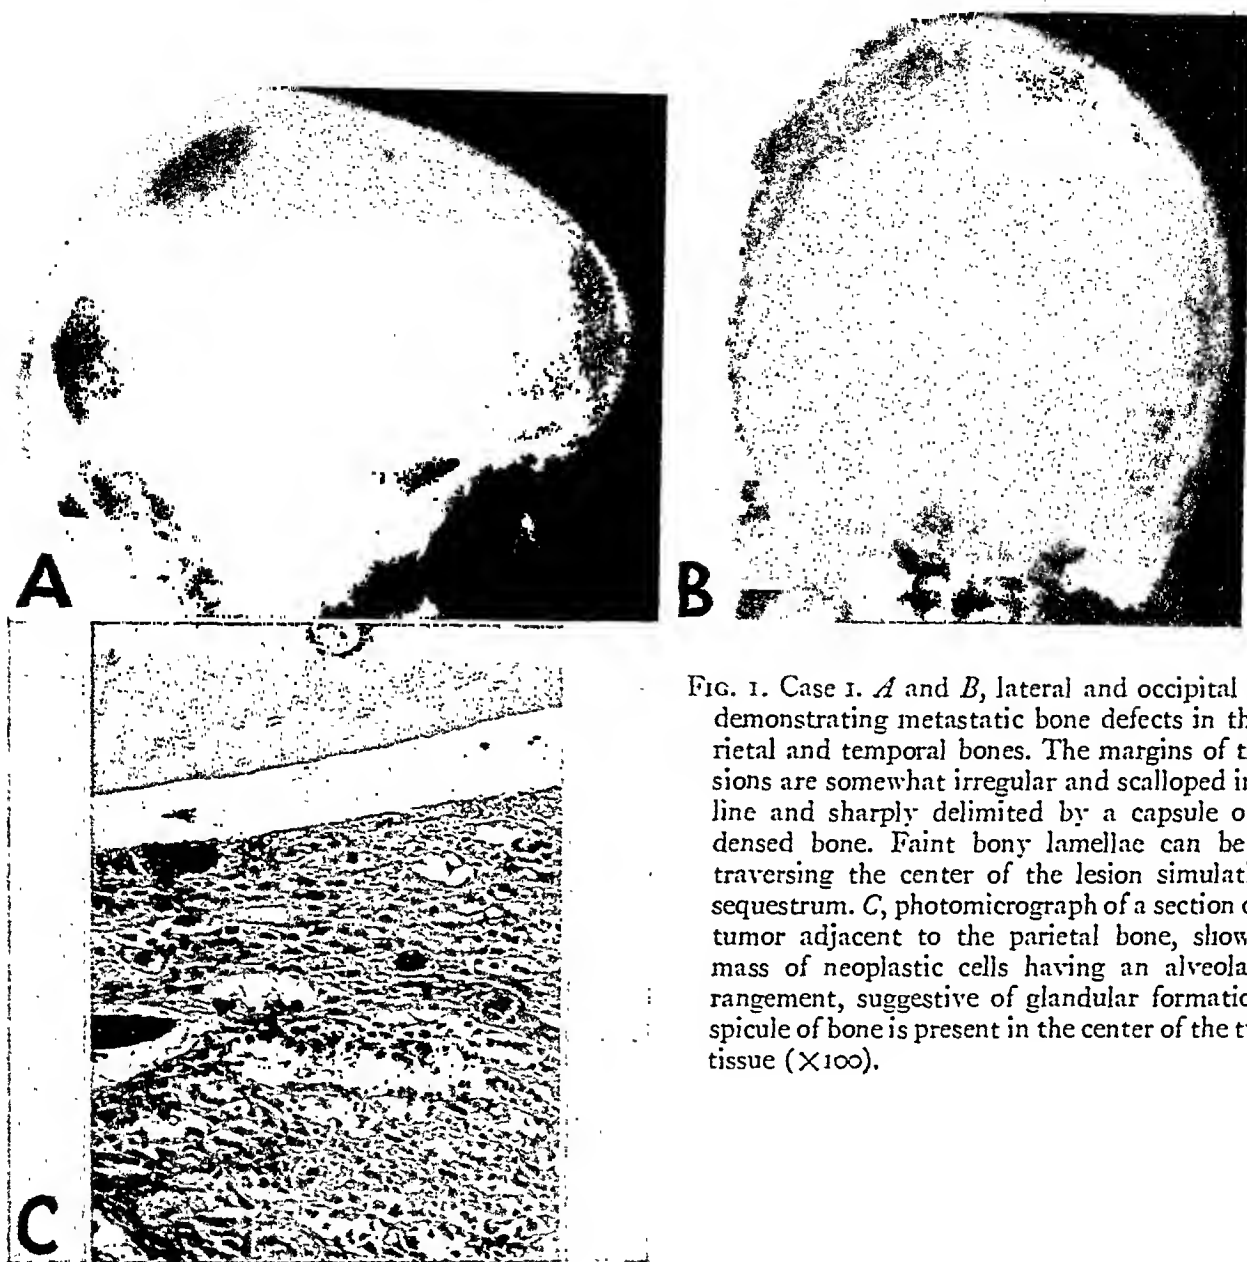 A
B
C
FIG. 1. Case 1. A and B, lateral and occipital
demonstrating metastatic bone defects in th
rietal and temporal bones. The margins of t
sions are somewhat irregular and scalloped i
line and sharply delimited by a capsule o
densed bone. Faint bony lamellae can be
traversing the center of the lesion simulati
sequestrum. C, photomicrograph of a section o
tumor adjacent to the parietal bone, show
mass of neoplastic cells having an alveola
rangement, suggestive of glandular formatio
spicule of bone is present in the center of the t
tissue (×100).